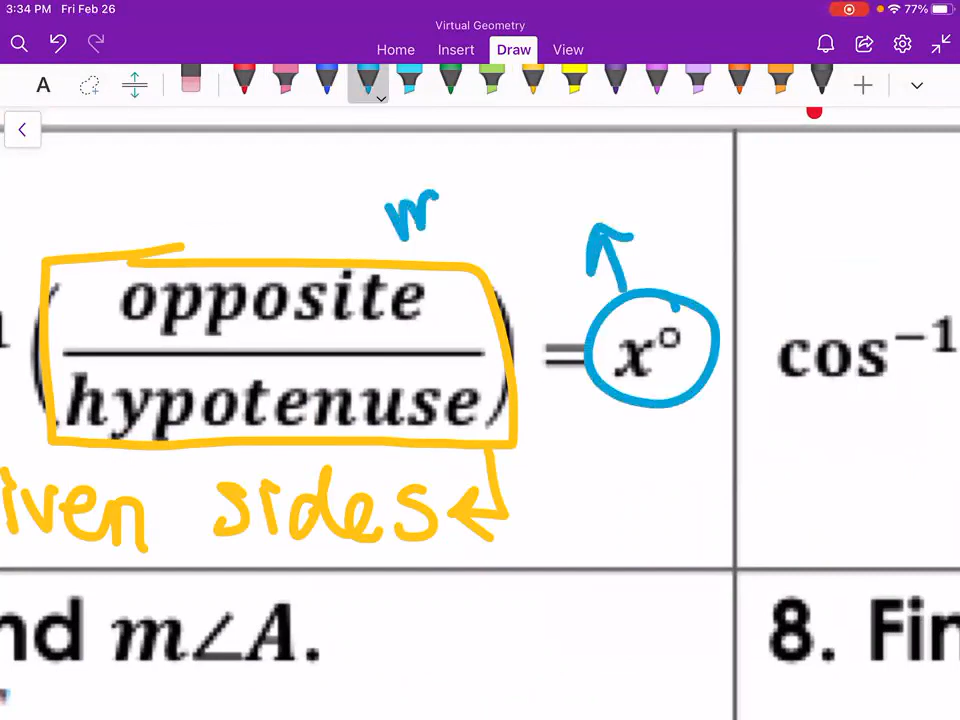 3:34 PM Fri Feb 26 77%
Virtual Geometry
Home Insert Draw View
A
opposite
hypotenuse
= x° cos⁻¹
iven sides
nd m∠A. 8. Fin